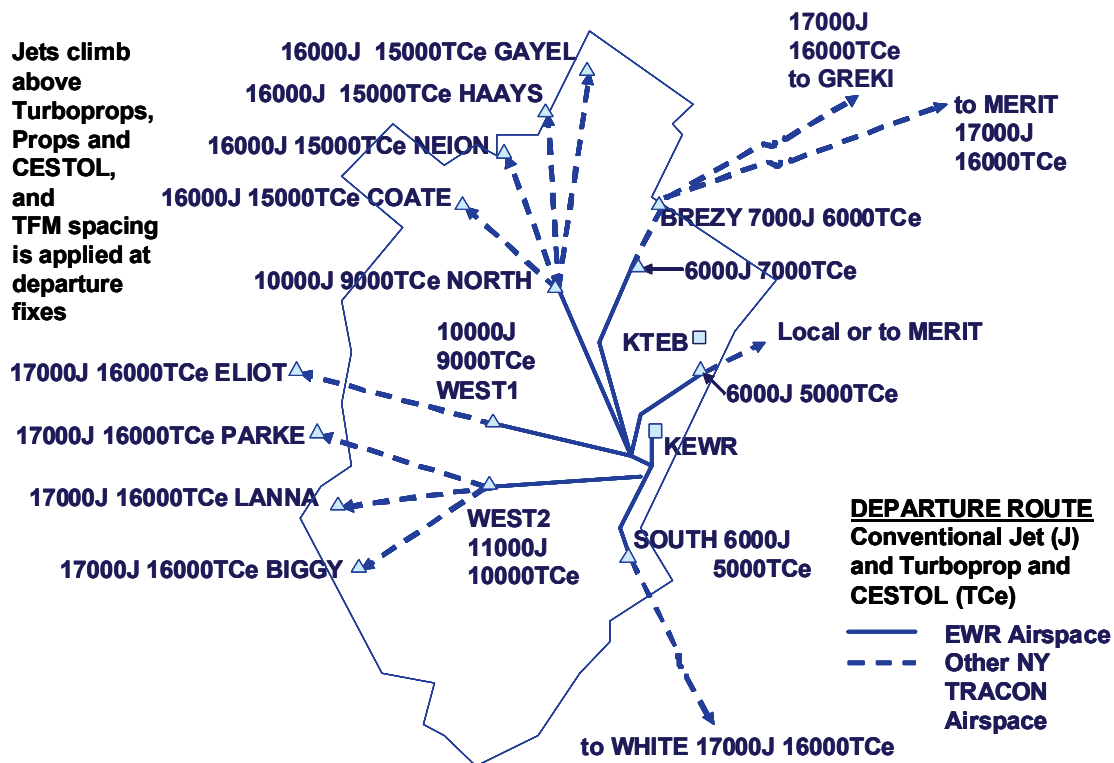 Jets climb
above
Turboprops,
Props and
CESTOL,
and
TFM spacing
is applied at
departure
fixes
16000J 15000TCe GAYEL
16000J 15000TCe HAAYS
16000J 15000TCe NEION
16000J 15000TCe COATE
10000J 9000TCe NORTH
17000J
16000TCe
to GREKI
to MERIT
17000J
16000TCe
BREZY 7000J 6000TCe
6000J 7000TCe
KTEB
Local or to MERIT
6000J 5000TCe
KEWR
10000J
9000TCe
WEST1
17000J 16000TCe ELIOT
17000J 16000TCe PARKE
17000J 16000TCe LANNA
17000J 16000TCe BIGGY
WEST2
11000J
10000TCe
SOUTH 6000J
5000TCe
to WHITE 17000J 16000TCe
DEPARTURE ROUTE
Conventional Jet (J)
and Turboprop and
CESTOL (TCe)
EWR Airspace
Other NY
TRACON
Airspace